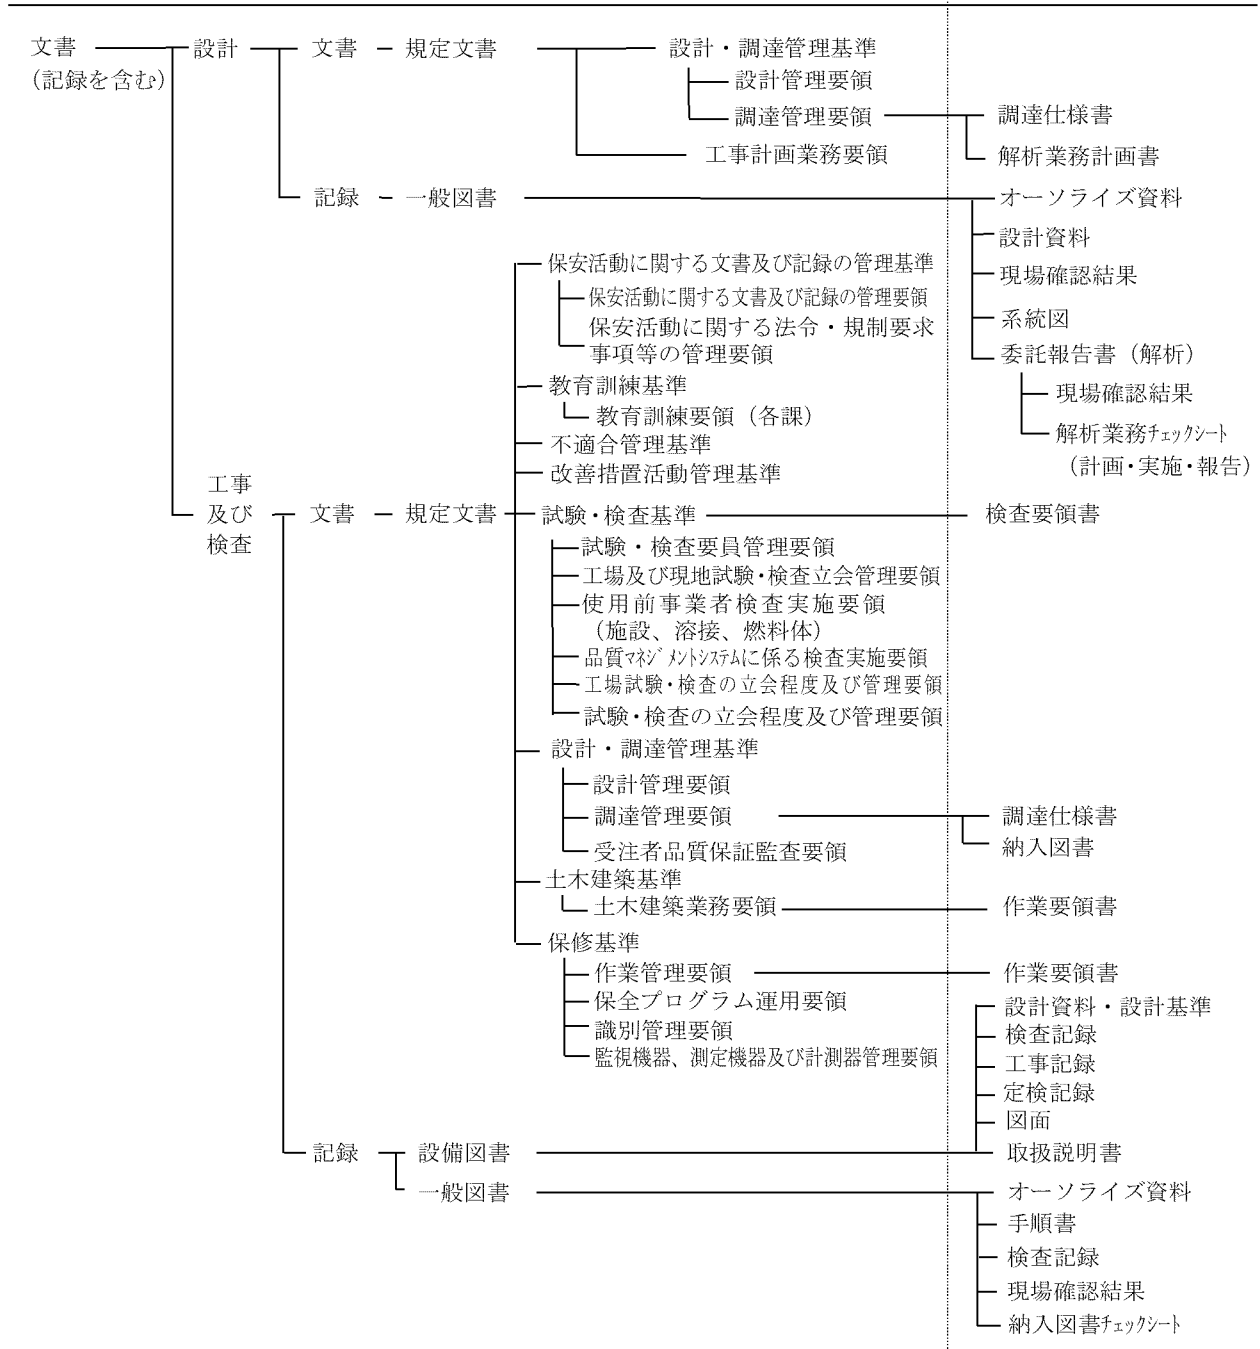 文書 設計 文書 規定文書 設計・調達管理基準
(記録を含む) 設計管理要領
調達管理要領 調達仕様書
工事計画業務要領 解析業務計画書
記録 一般図書 オーソライズ資料
設計資料
保安活動に関する文書及び記録の管理基準
現場確認結果
保安活動に関する文書及び記録の管理要領
系統図
保安活動に関する法令・規制要求
事項等の管理要領 委託報告書（解析）
教育訓練基準 現場確認結果
教育訓練要領（各課）
解析業務ﾁｪｯｸｼｰﾄ
不適合管理基準
（計画・実施・報告）
改善措置活動管理基準
工事
及び 文書 規定文書 試験・検査基準 検査要領書
検査
試験・検査要員管理要領
工場及び現地試験・検査立会管理要領
使用前事業者検査実施要領
（施設、溶接、燃料体）
品質ﾏﾈｼﾞﾒﾝﾄｼｽﾃﾑに係る検査実施要領
工場試験・検査の立会程度及び管理要領
試験・検査の立会程度及び管理要領
設計・調達管理基準
設計管理要領
調達管理要領 調達仕様書
納入図書
受注者品質保証監査要領
土木建築基準
土木建築業務要領 作業要領書
保修基準
作業管理要領 作業要領書
保全プログラム運用要領 設計資料・設計基準
識別管理要領 検査記録
監視機器、測定機器及び計測器管理要領 工事記録
定検記録
図面
記録 設備図書 取扱説明書
一般図書 オーソライズ資料
手順書
検査記録
現場確認結果
納入図書ﾁｪｯｸｼｰﾄ